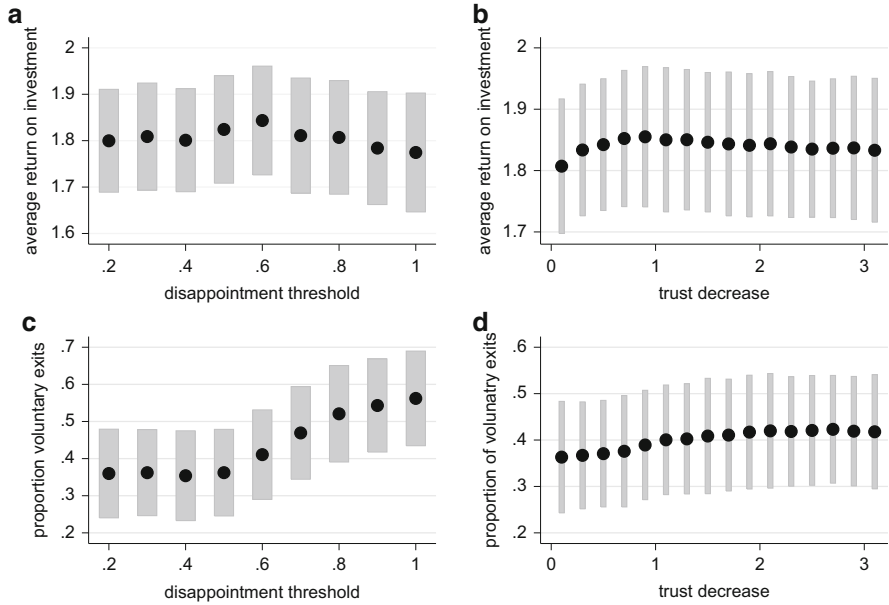 a
average return on investment
2
1.9
1.8
1.7
1.6
.2 .4 .6 .8 1
disappointment threshold
b
average return on investment
2
1.9
1.8
1.7
0 1 2 3
trust decrease
c
proportion voluntary exits
.7
.6
.5
.4
.3
.2
.2 .4 .6 .8 1
disappointment threshold
d
proportion of volunatry exits
.6
.5
.4
.3
.2
0 1 2 3
trust decrease